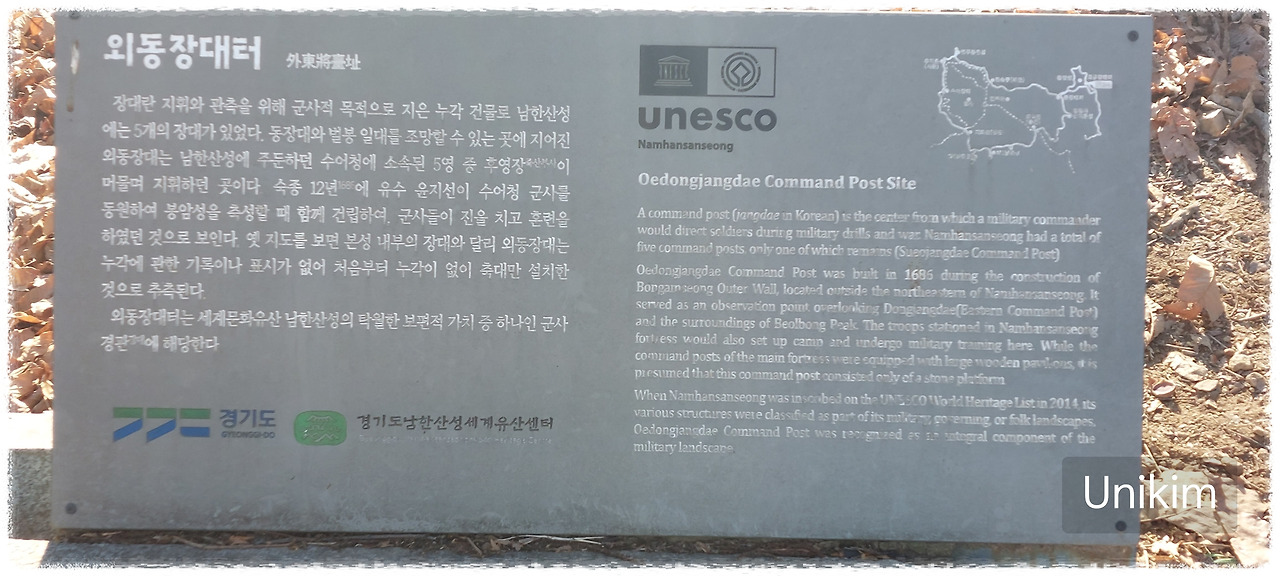 외동장대터 外東將臺址
장대란 지휘와 관측을 위해 군사적 목적으로 지은 누각 건물로 남한산성
에는 5개의 장대가 있었다. 동장대와 벌봉 일대를 조망할 수 있는 곳에 지어진
외동장대는 남한산성에 주둔하던 수어청에 소속된 5영 중 후영장이
머물며 지휘하던 곳이다. 숙종 12년1686에 유수 윤지선이 수어청 군사를
동원하여 봉암성을 축성할 때 함께 건립하여, 군사들이 진을 치고 훈련을
하였던 것으로 보인다. 옛 지도를 보면 본성 내부의 장대와 달리 외동장대는
누각에 관한 기록이나 표시가 없어 처음부터 누각이 없이 축대만 설치한
것으로 추측된다.
외동장대터는 세계문화유산 남한산성의 탁월한 보편적 가치 중 하나인 군사
경관에 해당한다
경기도
GYEONGGI-DO
경기도남한산성세계유산센터
unesco
Namhansanseong
Oedongjangdae Command Post Site
A command post (jangdae in Korean) is the center from which a military commander
would direct soldiers during military drills and war. Namhansanseong had a total of
five command posts, only one of which remains (Sueojangdae Command Post)
Oedongjangdae Command Post was built in 1686 during the construction of
Bongamseong Outer Wall, located outside the northeastern of Namhansanseong. It
served as an observation point overlooking Dongjangdae(Eastern Command Post)
and the surroundings of Beolbong Peak. The troops stationed in Namhansanseong
fortress would also set up camp and undergo military training here. While the
command posts of the main fortress were equipped with large wooden pavilions, it is
presumed that this command post consisted only of a stone platform
When Namhansanseong was inscribed on the UNESCO World Heritage List in 2014, its
various structures were classified as part of its military, governing, or folk landscapes.
Oedongjangdae Command Post was recognized as an integral component of the
military landscape.
Unikim